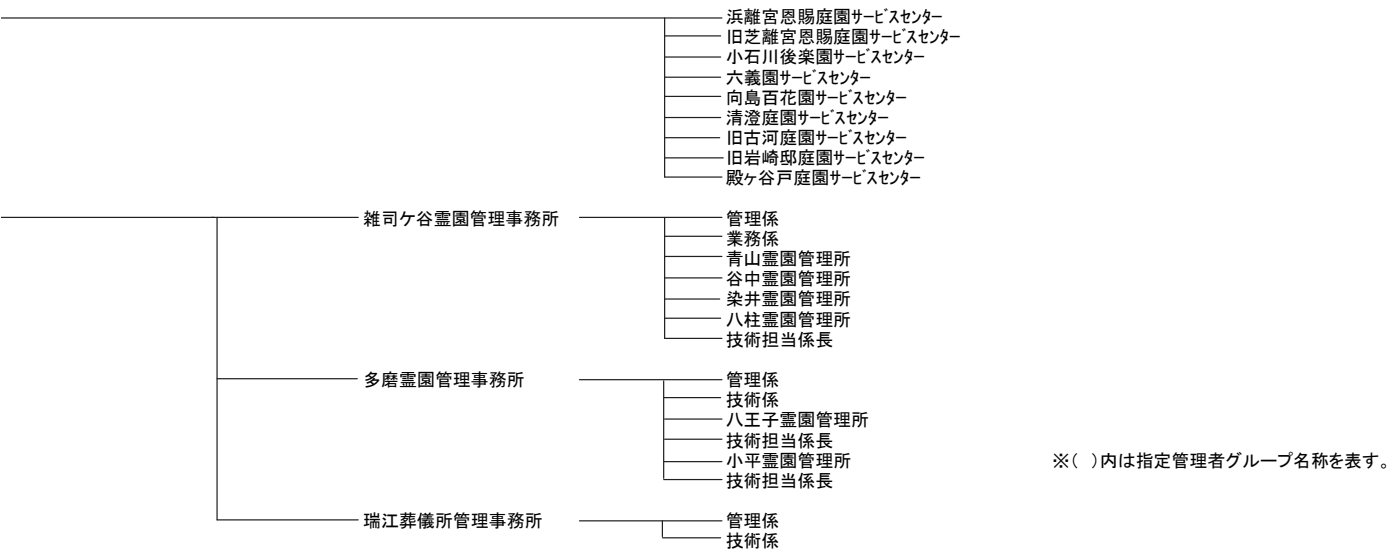 浜離宮恩賜庭園ｻｰﾋﾞｽｾﾝﾀｰ
旧芝離宮恩賜庭園ｻｰﾋﾞｽｾﾝﾀｰ
小石川後楽園ｻｰﾋﾞｽｾﾝﾀｰ
六義園ｻｰﾋﾞｽｾﾝﾀｰ
向島百花園ｻｰﾋﾞｽｾﾝﾀｰ
清澄庭園ｻｰﾋﾞｽｾﾝﾀｰ
旧古河庭園ｻｰﾋﾞｽｾﾝﾀｰ
旧岩崎邸庭園ｻｰﾋﾞｽｾﾝﾀｰ
殿ヶ谷戸庭園ｻｰﾋﾞｽｾﾝﾀｰ
雑司ケ谷霊園管理事務所
管理係
業務係
青山霊園管理所
谷中霊園管理所
染井霊園管理所
八柱霊園管理所
技術担当係長
多磨霊園管理事務所
管理係
技術係
八王子霊園管理所
技術担当係長
小平霊園管理所
技術担当係長
※( )内は指定管理者グループ名称を表す。
瑞江葬儀所管理事務所
管理係
技術係